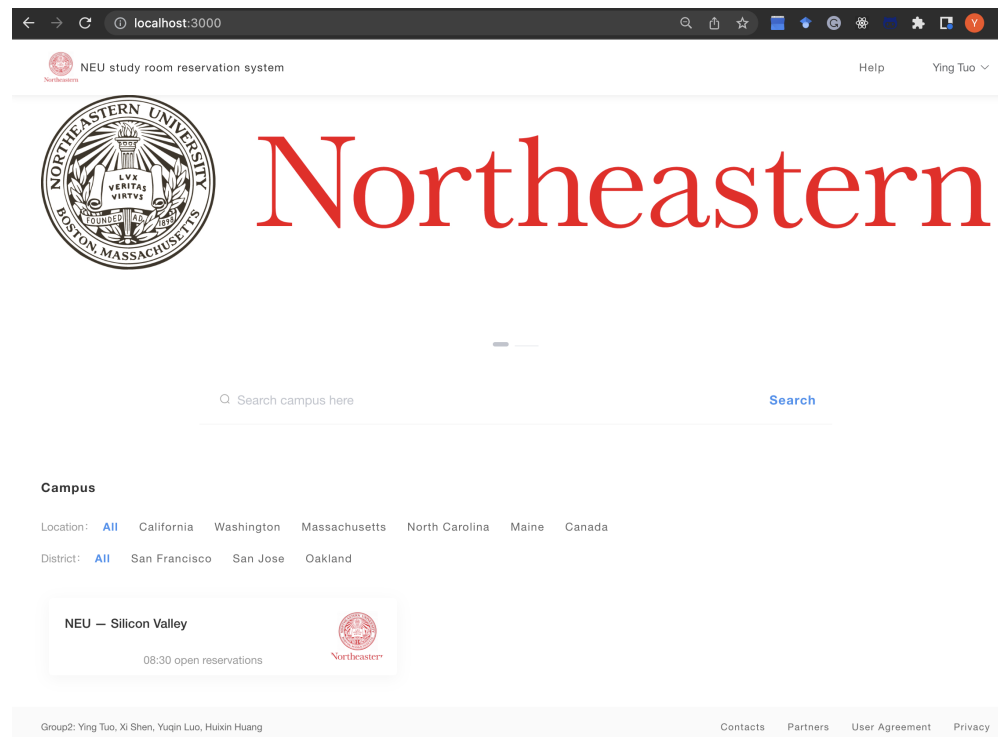 localhost:3000
Y
Northeastern
NEU study room reservation system
Help
Ying Tuo
NORTHEASTERN UNIVERSITY
LVX
VERITAS
VIRTVS
FOUNDED A.D. 1898
BOSTON, MASSACHUSETTS
Northeastern
Search campus here
Search
Campus
Location: All California Washington Massachusetts North Carolina Maine Canada
District: All San Francisco San Jose Oakland
NEU — Silicon Valley
08:30 open reservations
Northeaster
Group2: Ying Tuo, Xi Shen, Yuqin Luo, Huixin Huang
Contacts Partners User Agreement Privacy